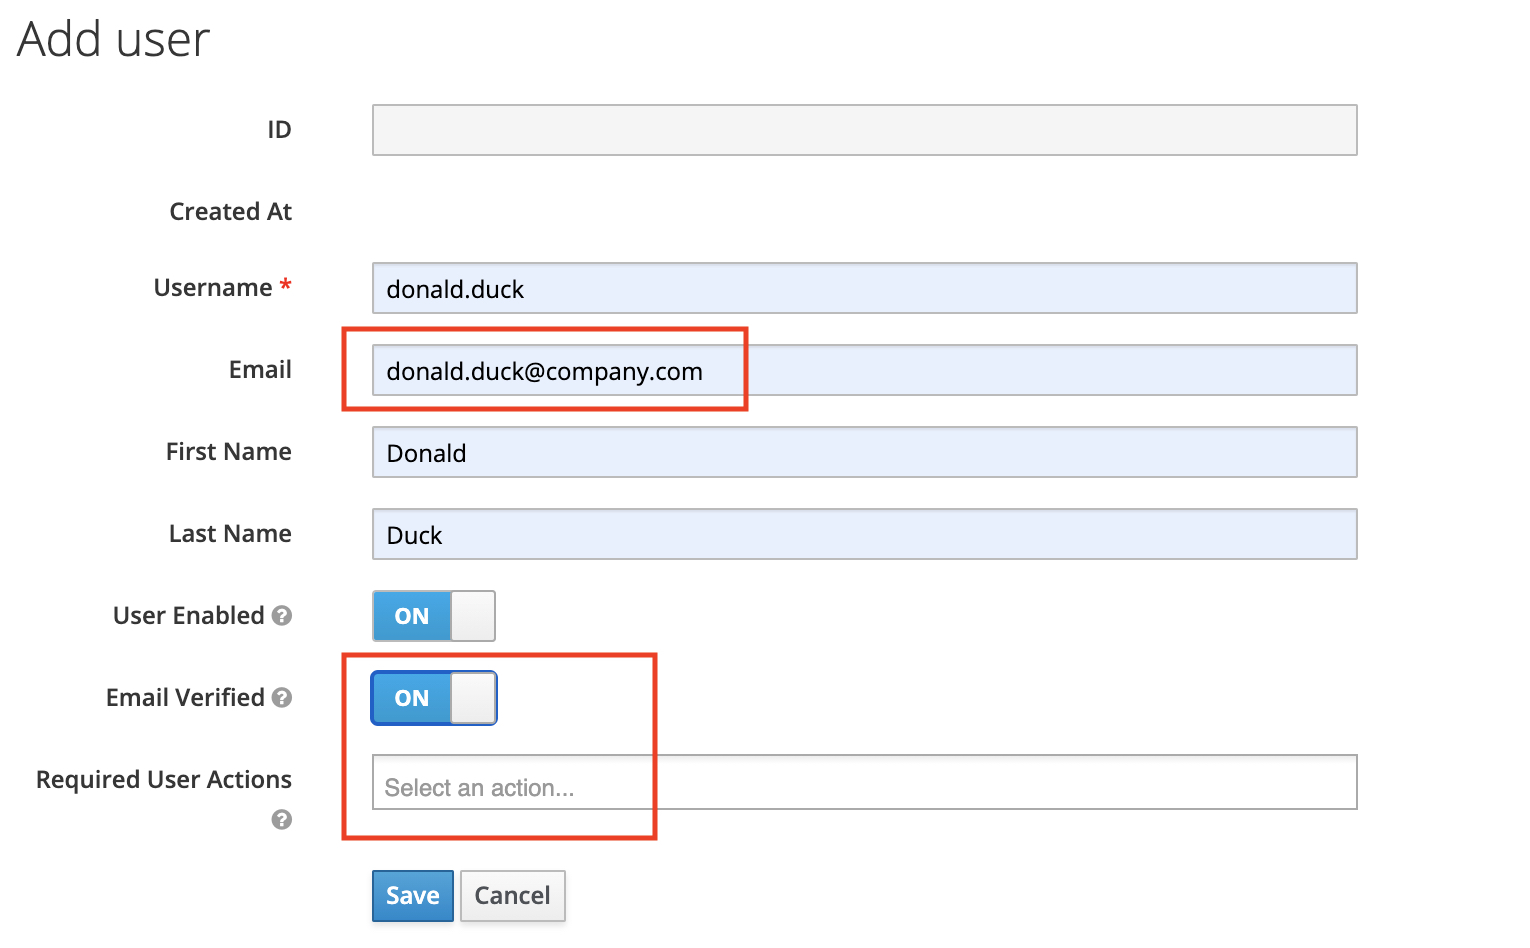 Add user
ID
Created At
Username *
donald.duck
Email
donald.duck@company.com
First Name
Donald
Last Name
Duck
User Enabled ?
ON
Email Verified ?
ON
Required User Actions
?
Select an action...
Save
Cancel